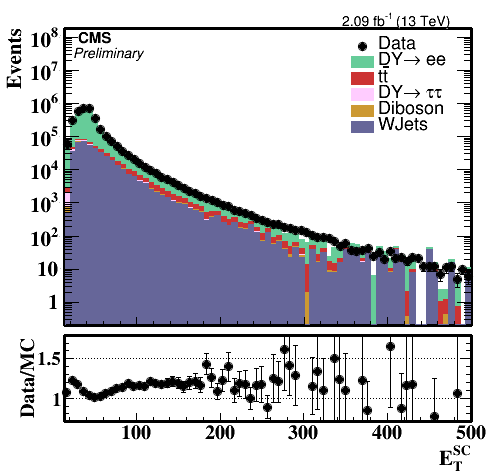 2.09 fb⁻¹ (13 TeV)
CMS
Preliminary
Events
10⁸
10⁷
10⁶
10⁵
10⁴
10³
10²
10
1
Data
DY→ ee
tt̄
DY→ ττ
Diboson
WJets
Data/MC
1.5
1
100 200 300 400 500
E_T^SC